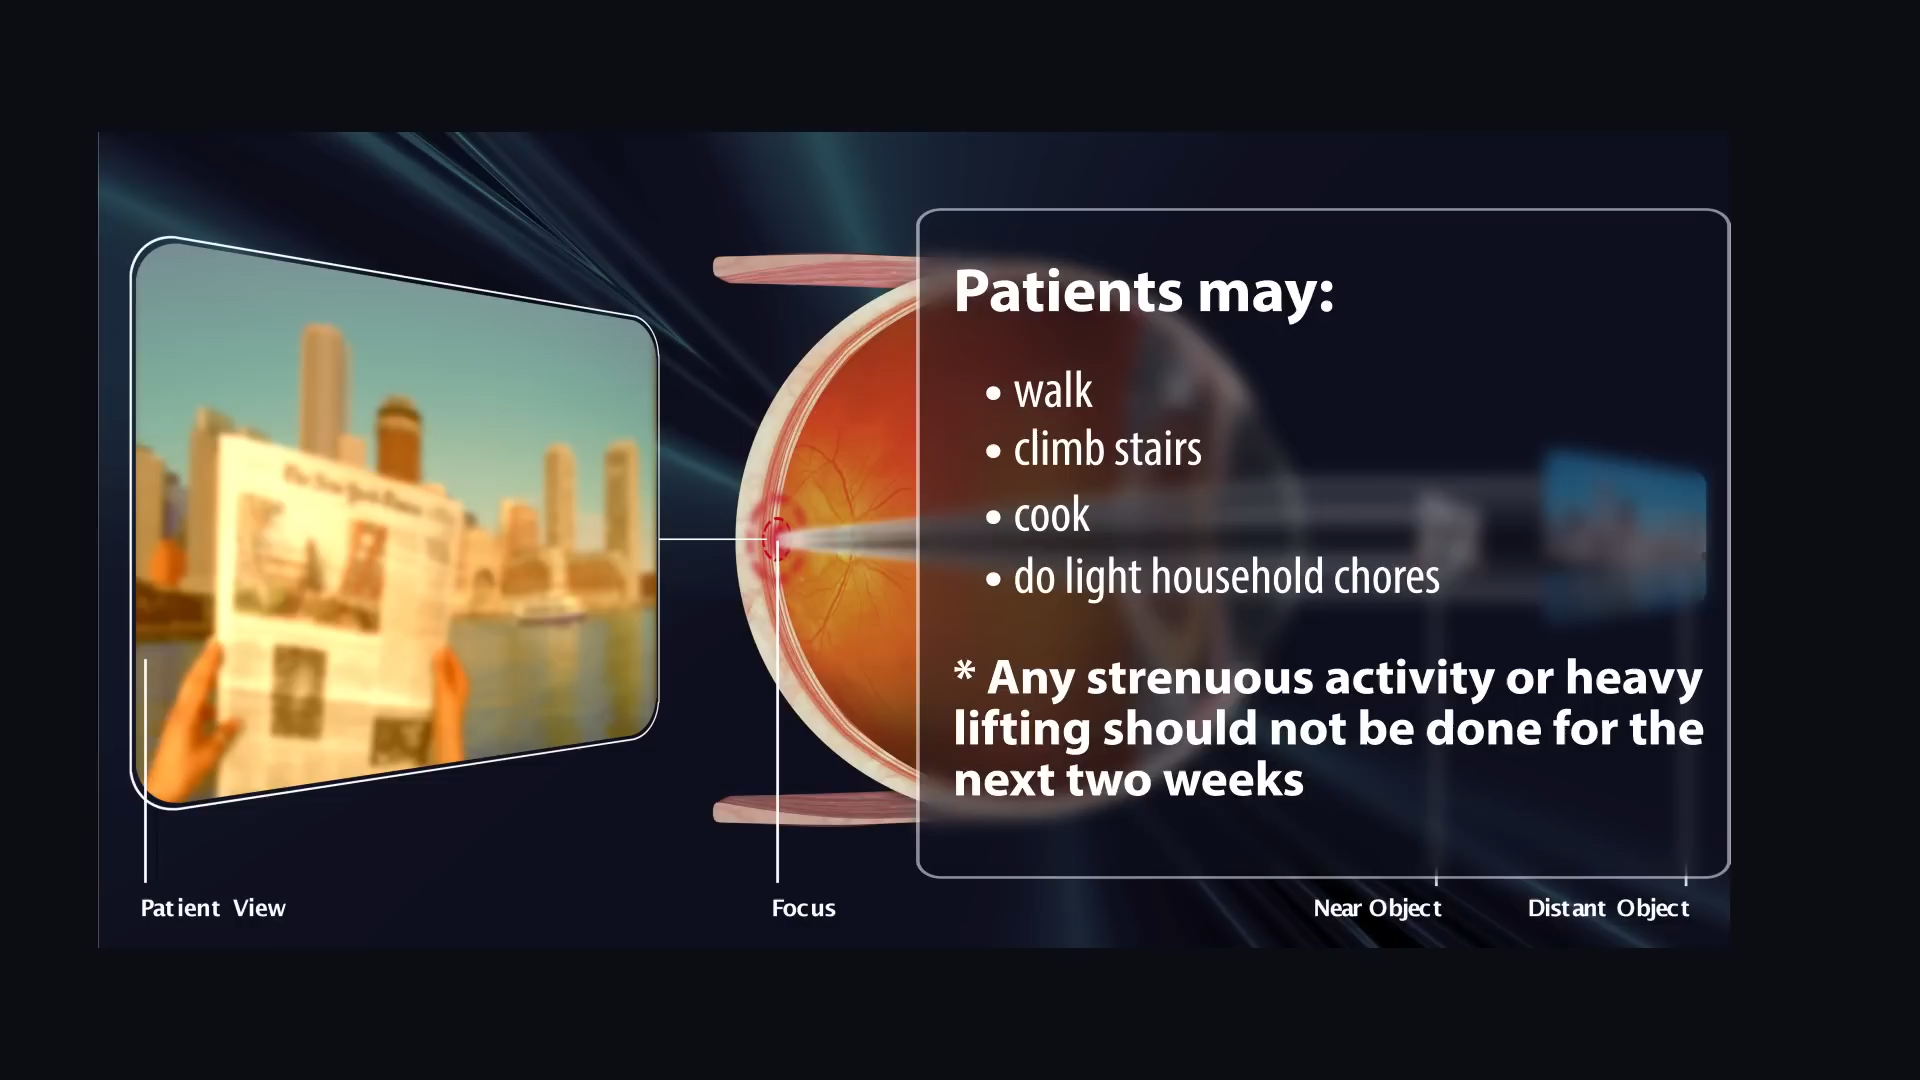 Patients may:
• walk
• climb stairs
• cook
• do light household chores
* Any strenuous activity or heavy
lifting should not be done for the
next two weeks
Patient View
Focus
Near Object
Distant Object